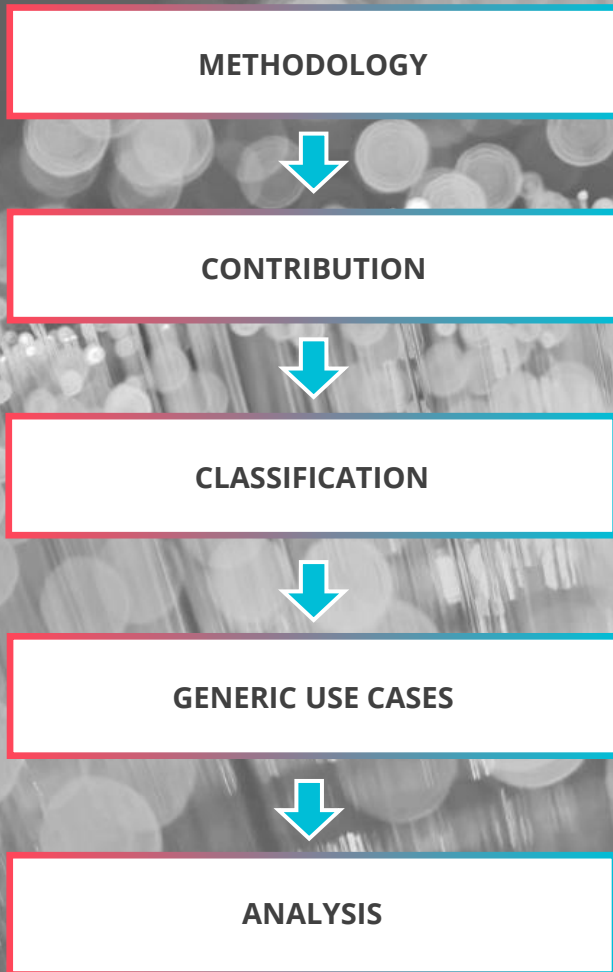 METHODOLOGY
CONTRIBUTION
CLASSIFICATION
GENERIC USE CASES
ANALYSIS